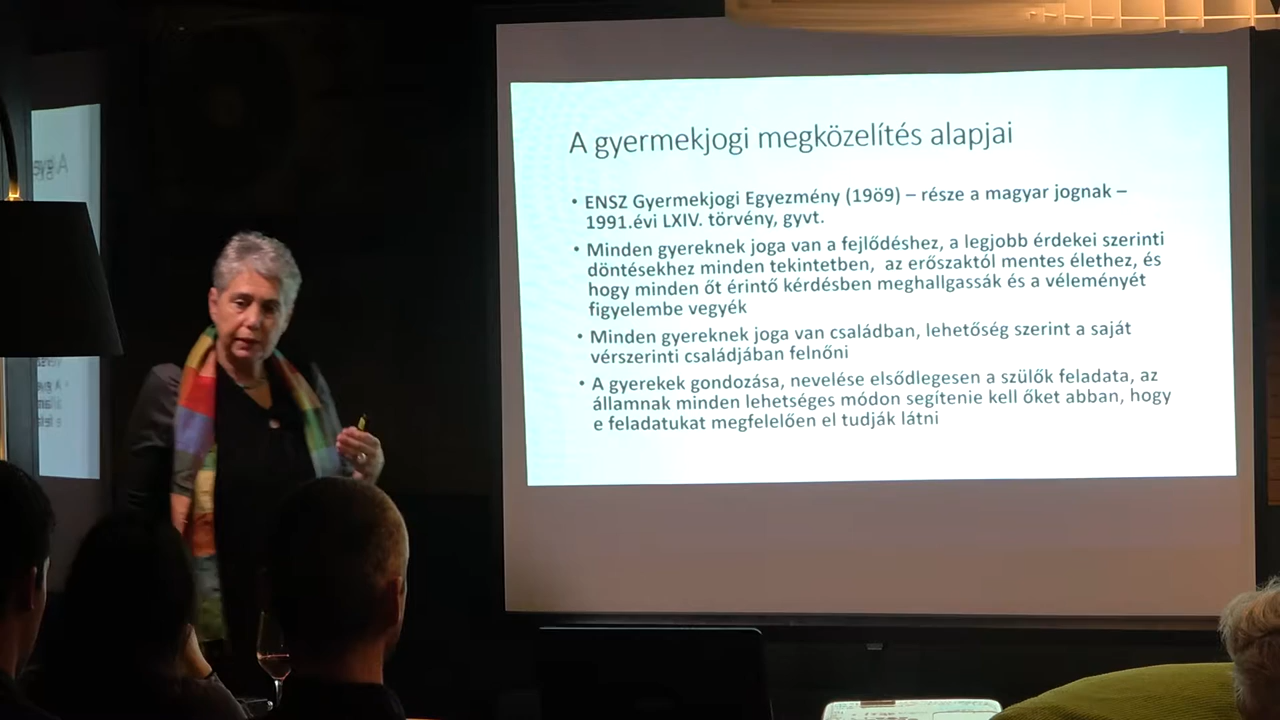 A gyermekjogi megközelítés alapjai
• ENSZ Gyermekjogi Egyezmény (19ö9) – része a magyar jognak –
1991.évi LXIV. törvény, gyvt.
• Minden gyereknek joga van a fejlődéshez, a legjobb érdekei szerinti
döntésekhez minden tekintetben, az erőszaktól mentes élethez, és
hogy minden őt érintő kérdésben meghallgassák és a véleményét
figyelembe vegyék
• Minden gyereknek joga van családban, lehetőség szerint a saját
vérszerinti családjában felnőni
• A gyerekek gondozása, nevelése elsődlegesen a szülők feladata, az
államnak minden lehetséges módon segítenie kell őket abban, hogy
e feladatukat megfelelően el tudják látni